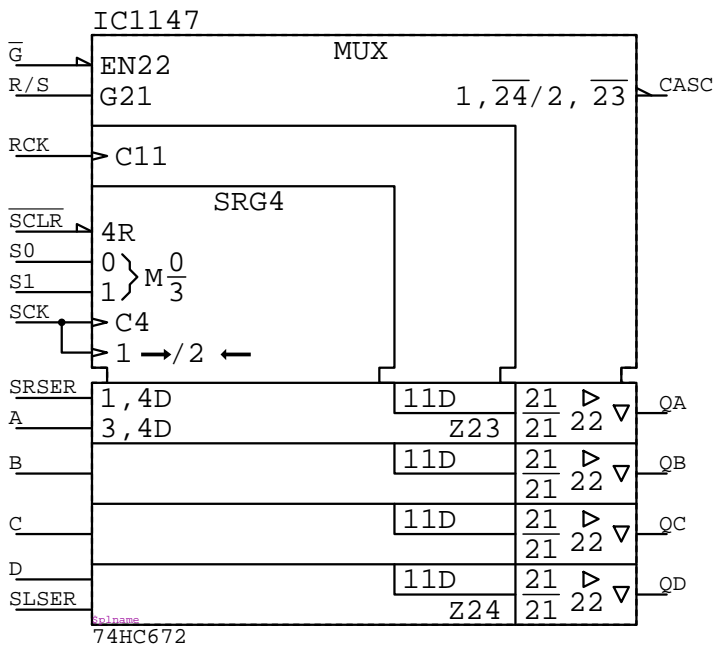 IC1147
MUX
G
EN22
R/S
G21
1,24/2, 23
CASC
RCK
C11
SRG4
SCLR
4R
S0
0
M 0
3
S1
1
SCK
C4
1 →/2 ←
SRSER
1,4D
11D
21
21
22
QA
A
3,4D
Z23
B
11D
21
21
22
QB
C
11D
21
21
22
QC
D
11D
21
21
22
QD
SLSER
Z24
Splname
74HC672